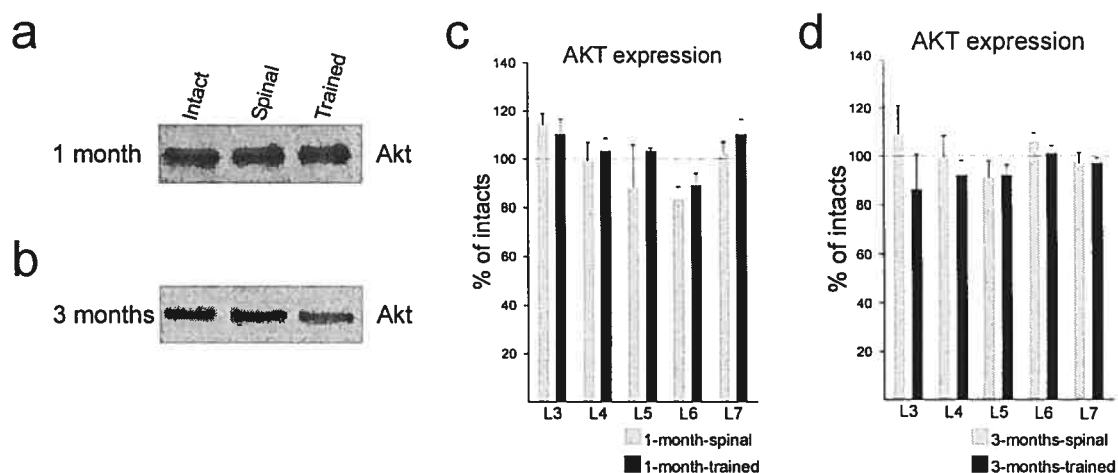 a
Intact
Spinal
Trained
1 month
Akt
b
3 months
Akt
c
AKT expression
% of intacts
140
120
100
80
60
40
20
L3 L4 L5 L6 L7
1-month-spinal
1-month-trained
d
AKT expression
% of intacts
140
120
100
80
60
40
20
L3 L4 L5 L6 L7
3-months-spinal
3-months-trained